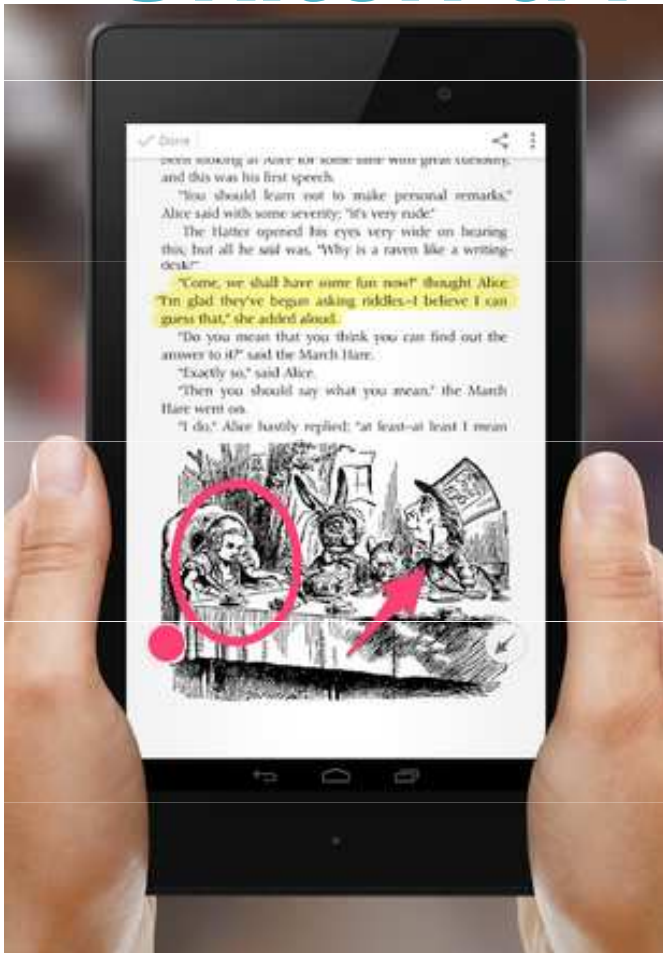 Done
been looking at Alice for some time with great curiosity,
and this was his first speech.
"You should learn not to make personal remarks,"
Alice said with some severity; "it's very rude."
The Hatter opened his eyes very wide on hearing
this; but all he said was, "Why is a raven like a writing-
desk?"
"Come, we shall have some fun now!" thought Alice.
"I'm glad they've begun asking riddles.–I believe I can
guess that," she added aloud.
"Do you mean that you think you can find out the
answer to it?" said the March Hare.
"Exactly so," said Alice.
"Then you should say what you mean," the March
Hare went on.
"I do," Alice hastily replied; "at least–at least I mean